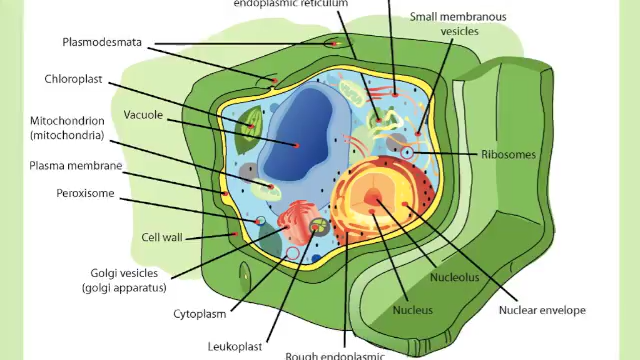 endoplasmic reticulum
Small membranous
vesicles
Plasmodesmata
Chloroplast
Vacuole
Mitochondrion
(mitochondria)
Ribosomes
Plasma membrane
Peroxisome
Cell wall
Golgi vesicles
(golgi apparatus)
Nucleolus
Cytoplasm
Nucleus
Nuclear envelope
Leukoplast
Rough endoplasmic